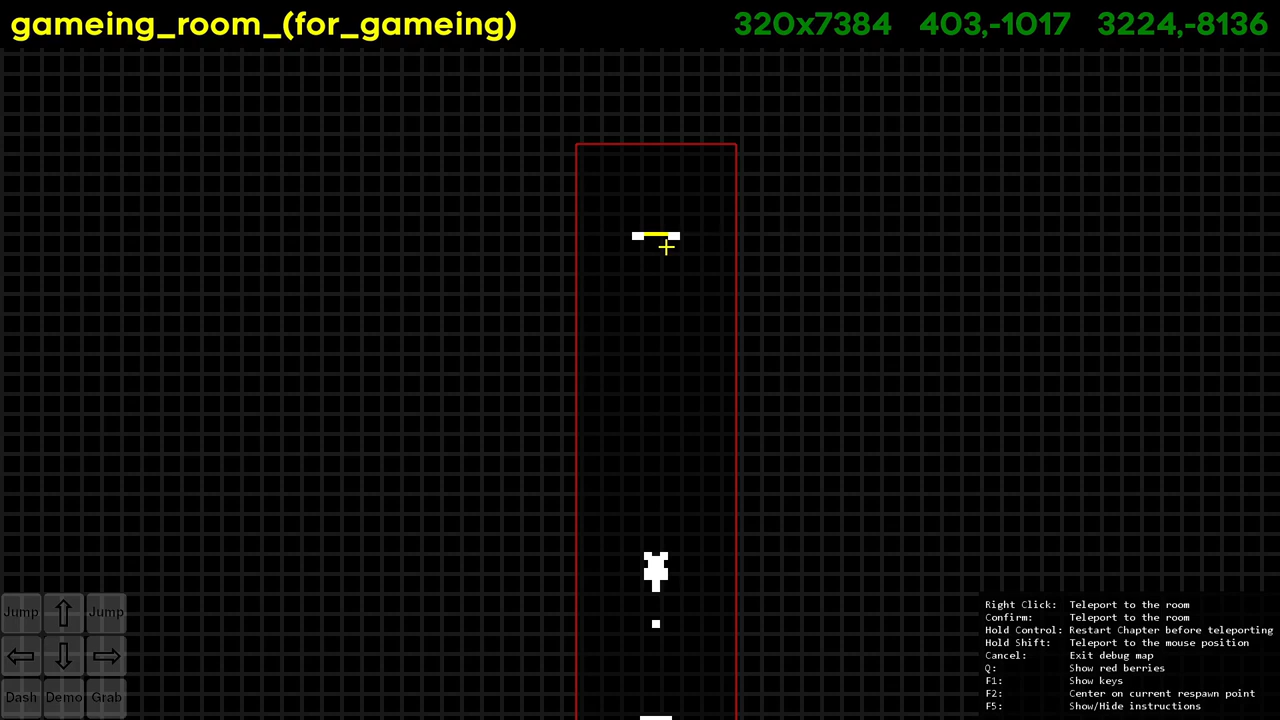 gameing_room_(for_gameing) 320x7384 403,-1017 3224,-8136
Jump ⇧ Jump
⇦ ⇩ ⇨
Dash Demo Grab
Right Click: Teleport to the room
Confirm: Teleport to the room
Hold Control: Restart Chapter before teleporting
Hold Shift: Teleport to the mouse position
Cancel: Exit debug map
Q: Show red berries
F1: Show keys
F2: Center on current respawn point
F5: Show/Hide instructions